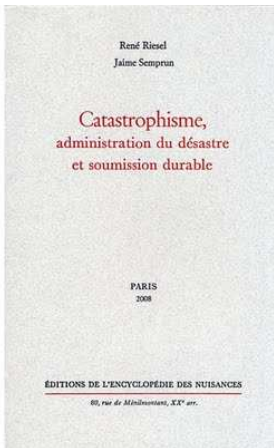 René Riesel
Jaime Semprun
Catastrophisme,
administration du désastre
et soumission durable
PARIS
2008
ÉDITIONS DE L'ENCYCLOPÉDIE DES NUISANCES
80, rue de Ménilmontant, XXe arr.